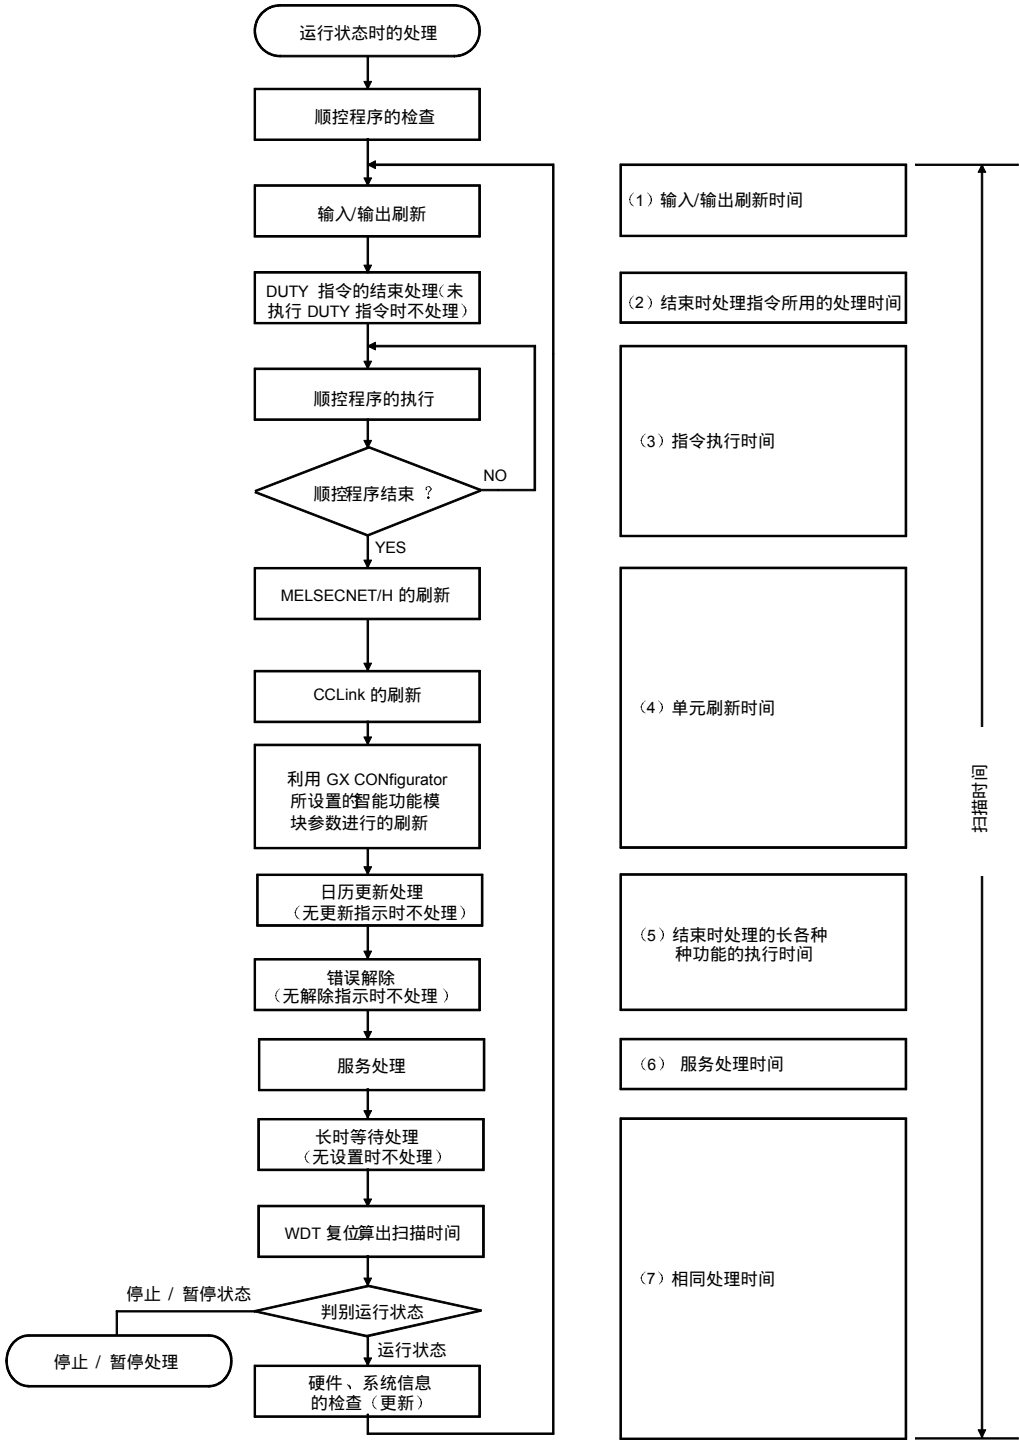 运行状态时的处理
顺控程序的检查
输入/输出刷新
DUTY 指令的结束处理（未
执行 DUTY 指令时不处理）
顺控程序的执行
顺控程序结束 ？
NO
YES
MELSECNET/H 的刷新
CCLink 的刷新
利用 GX CONfigurator
所设置的智能功能模
块参数进行的刷新
日历更新处理
（无更新指示时不处理）
错误解除
（无解除指示时不处理）
服务处理
长时等待处理
（无设置时不处理）
WDT 复位算出扫描时间
停止 / 暂停状态
判别运行状态
停止 / 暂停处理
运行状态
硬件、系统信息
的检查（更新）
（1）输入/输出刷新时间
（2）结束时处理指令所用的处理时间
（3）指令执行时间
（4）单元刷新时间
（5）结束时处理的长各种
种功能的执行时间
（6） 服务处理时间
（7）相同处理时间
扫描时间